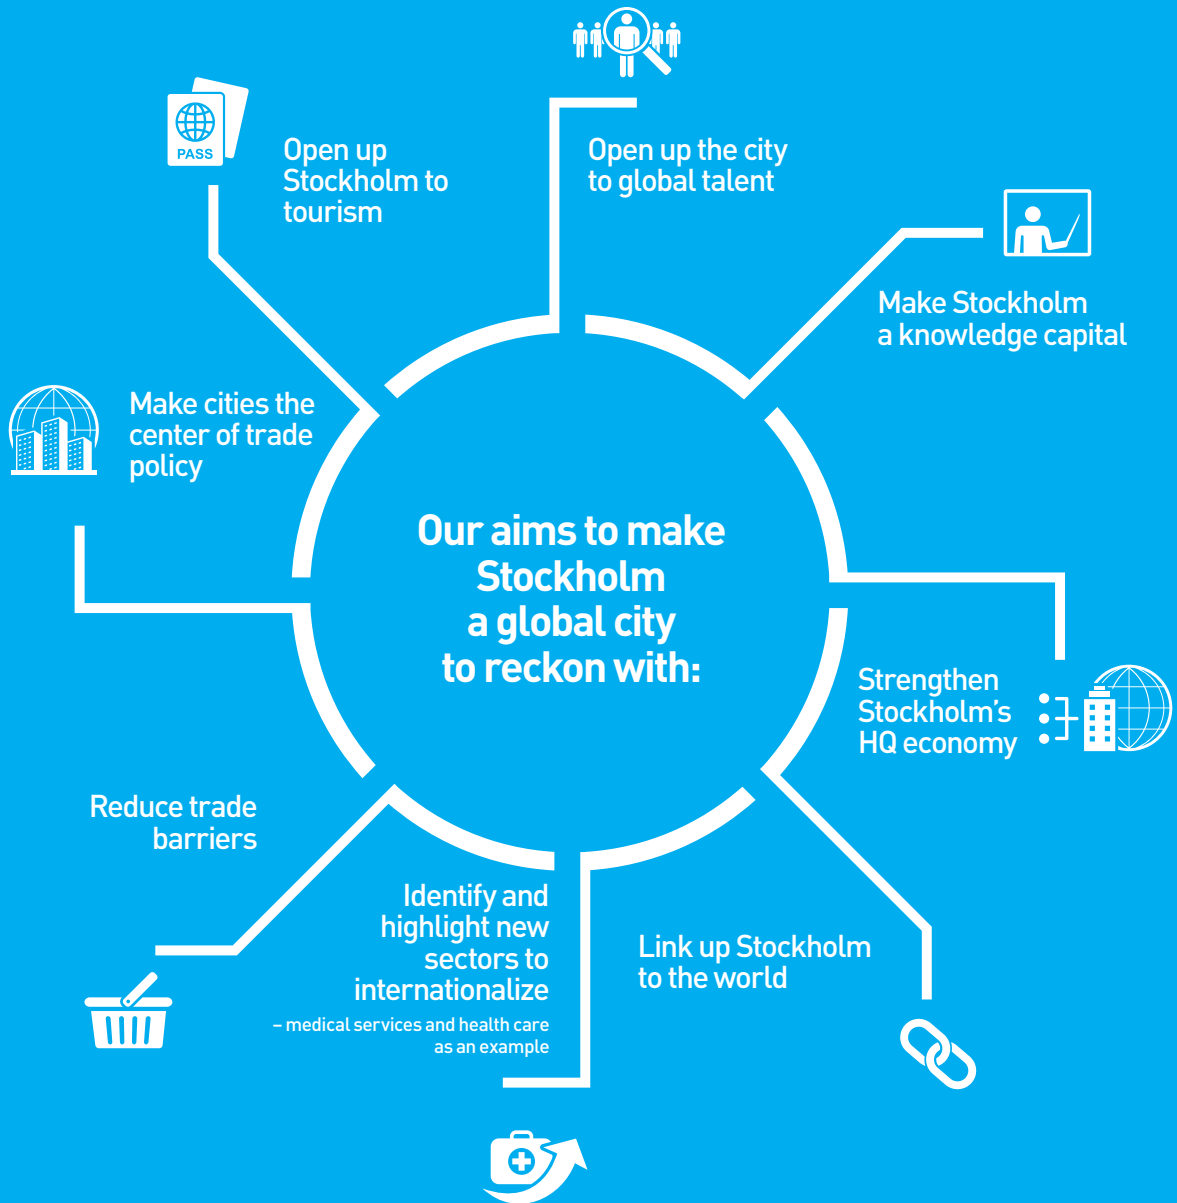 PASS
Open up
Stockholm to
tourism
Open up the city
to global talent
Make Stockholm
a knowledge capital
Make cities the
center of trade
policy
Our aims to make
Stockholm
a global city
to reckon with:
Strengthen
Stockholm’s
HQ economy
Reduce trade
barriers
Identify and
highlight new
sectors to
internationalize
– medical services and health care
as an example
Link up Stockholm
to the world